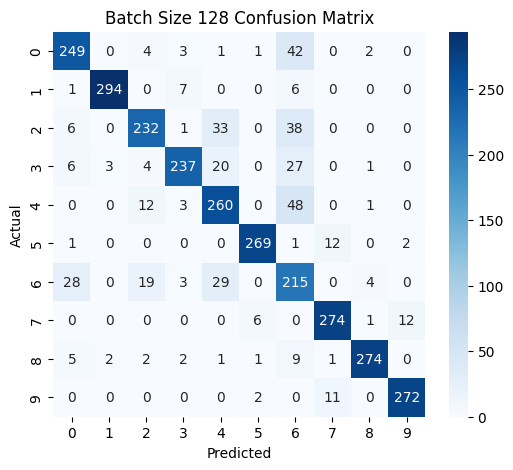 Batch Size 128 Confusion Matrix
0 249 0 4 3 1 1 42 0 2 0
1 1 294 0 7 0 0 6 0 0 0
2 6 0 232 1 33 0 38 0 0 0
3 6 3 4 237 20 0 27 0 1 0
4 0 0 12 3 260 0 48 0 1 0
5 1 0 0 0 0 269 1 12 0 2
6 28 0 19 3 29 0 215 0 4 0
7 0 0 0 0 0 6 0 274 1 12
8 5 2 2 2 1 1 9 1 274 0
9 0 0 0 0 0 2 0 11 0 272
0 1 2 3 4 5 6 7 8 9
Predicted
Actual
250
200
150
100
50
0